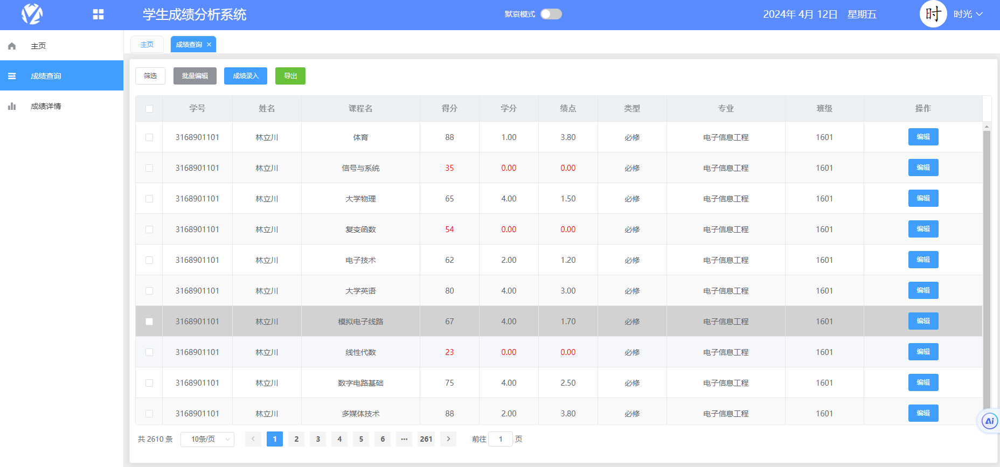 学生成绩分析系统 默哀模式 2024年 4月 12日 星期五 时 时光
主页
成绩查询
成绩详情
主页 成绩查询 ×
筛选 批量编辑 成绩录入 导出
学号 姓名 课程名 得分 学分 绩点 类型 专业 班级 操作
3168901101 林立川 体育 88 1.00 3.80 必修 电子信息工程 1601 编辑
3168901101 林立川 信号与系统 35 0.00 0.00 必修 电子信息工程 1601 编辑
3168901101 林立川 大学物理 65 4.00 1.50 必修 电子信息工程 1601 编辑
3168901101 林立川 复变函数 54 0.00 0.00 必修 电子信息工程 1601 编辑
3168901101 林立川 电子技术 62 2.00 1.20 必修 电子信息工程 1601 编辑
3168901101 林立川 大学英语 80 4.00 3.00 必修 电子信息工程 1601 编辑
3168901101 林立川 模拟电子线路 67 4.00 1.70 必修 电子信息工程 1601 编辑
3168901101 林立川 线性代数 23 0.00 0.00 必修 电子信息工程 1601 编辑
3168901101 林立川 数字电路基础 75 4.00 2.50 必修 电子信息工程 1601 编辑
3168901101 林立川 多媒体技术 88 2.00 3.80 必修 电子信息工程 1601 编辑
Ai
共 2610 条 10条/页 1 2 3 4 5 6 ··· 261 前往 1 页